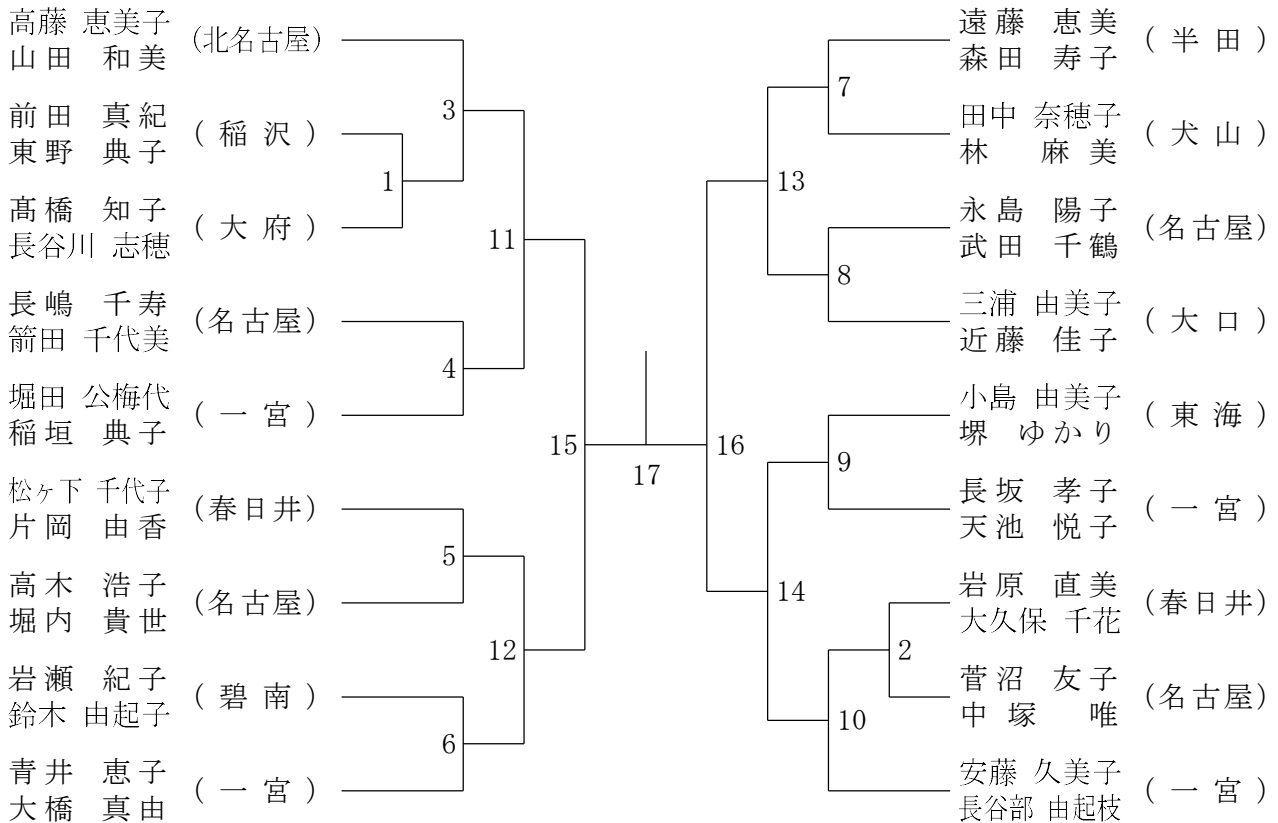 高藤 恵美子
山田 和美
(北名古屋)
前田 真紀
東野 典子
(稲沢)
髙橋 知子
長谷川 志穂
(大府)
長嶋 千寿
箭田 千代美
(名古屋)
堀田 公梅代
稲垣 典子
(一宮)
松ヶ下 千代子
片岡 由香
(春日井)
高木 浩子
堀内 貴世
(名古屋)
岩瀬 紀子
鈴木 由起子
(碧南)
青井 恵子
大橋 真由
(一宮)
3
1
11
4
15
5
12
6
17
16
7
13
8
9
14
2
10
遠藤 恵美
森田 寿子
(半田)
田中 奈穂子
林 麻美
(犬山)
永島 陽子
武田 千鶴
(名古屋)
三浦 由美子
近藤 佳子
(大口)
小島 由美子
堺 ゆかり
(東海)
長坂 孝子
天池 悦子
(一宮)
岩原 直美
大久保 千花
(春日井)
菅沼 友子
中塚 唯
(名古屋)
安藤 久美子
長谷部 由起枝
(一宮)